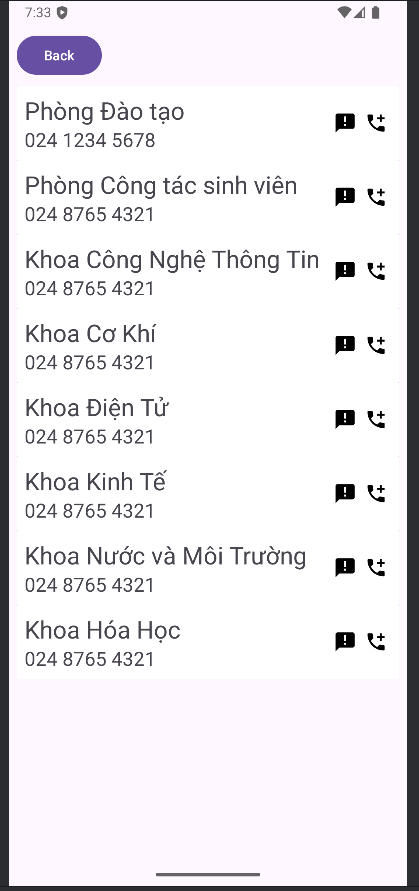 7:33
Back
Phòng Đào tạo
024 1234 5678
Phòng Công tác sinh viên
024 8765 4321
Khoa Công Nghệ Thông Tin
024 8765 4321
Khoa Cơ Khí
024 8765 4321
Khoa Điện Tử
024 8765 4321
Khoa Kinh Tế
024 8765 4321
Khoa Nước và Môi Trường
024 8765 4321
Khoa Hóa Học
024 8765 4321